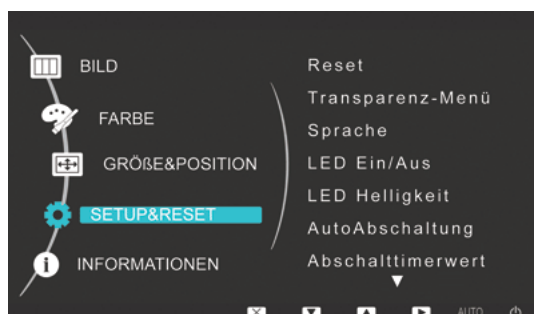 BILD
FARBE
GRÖßE&POSITION
SETUP&RESET
INFORMATIONEN
Reset
Transparenz-Menü
Sprache
LED Ein/Aus
LED Helligkeit
AutoAbschaltung
Abschalttimerwert
AUTO